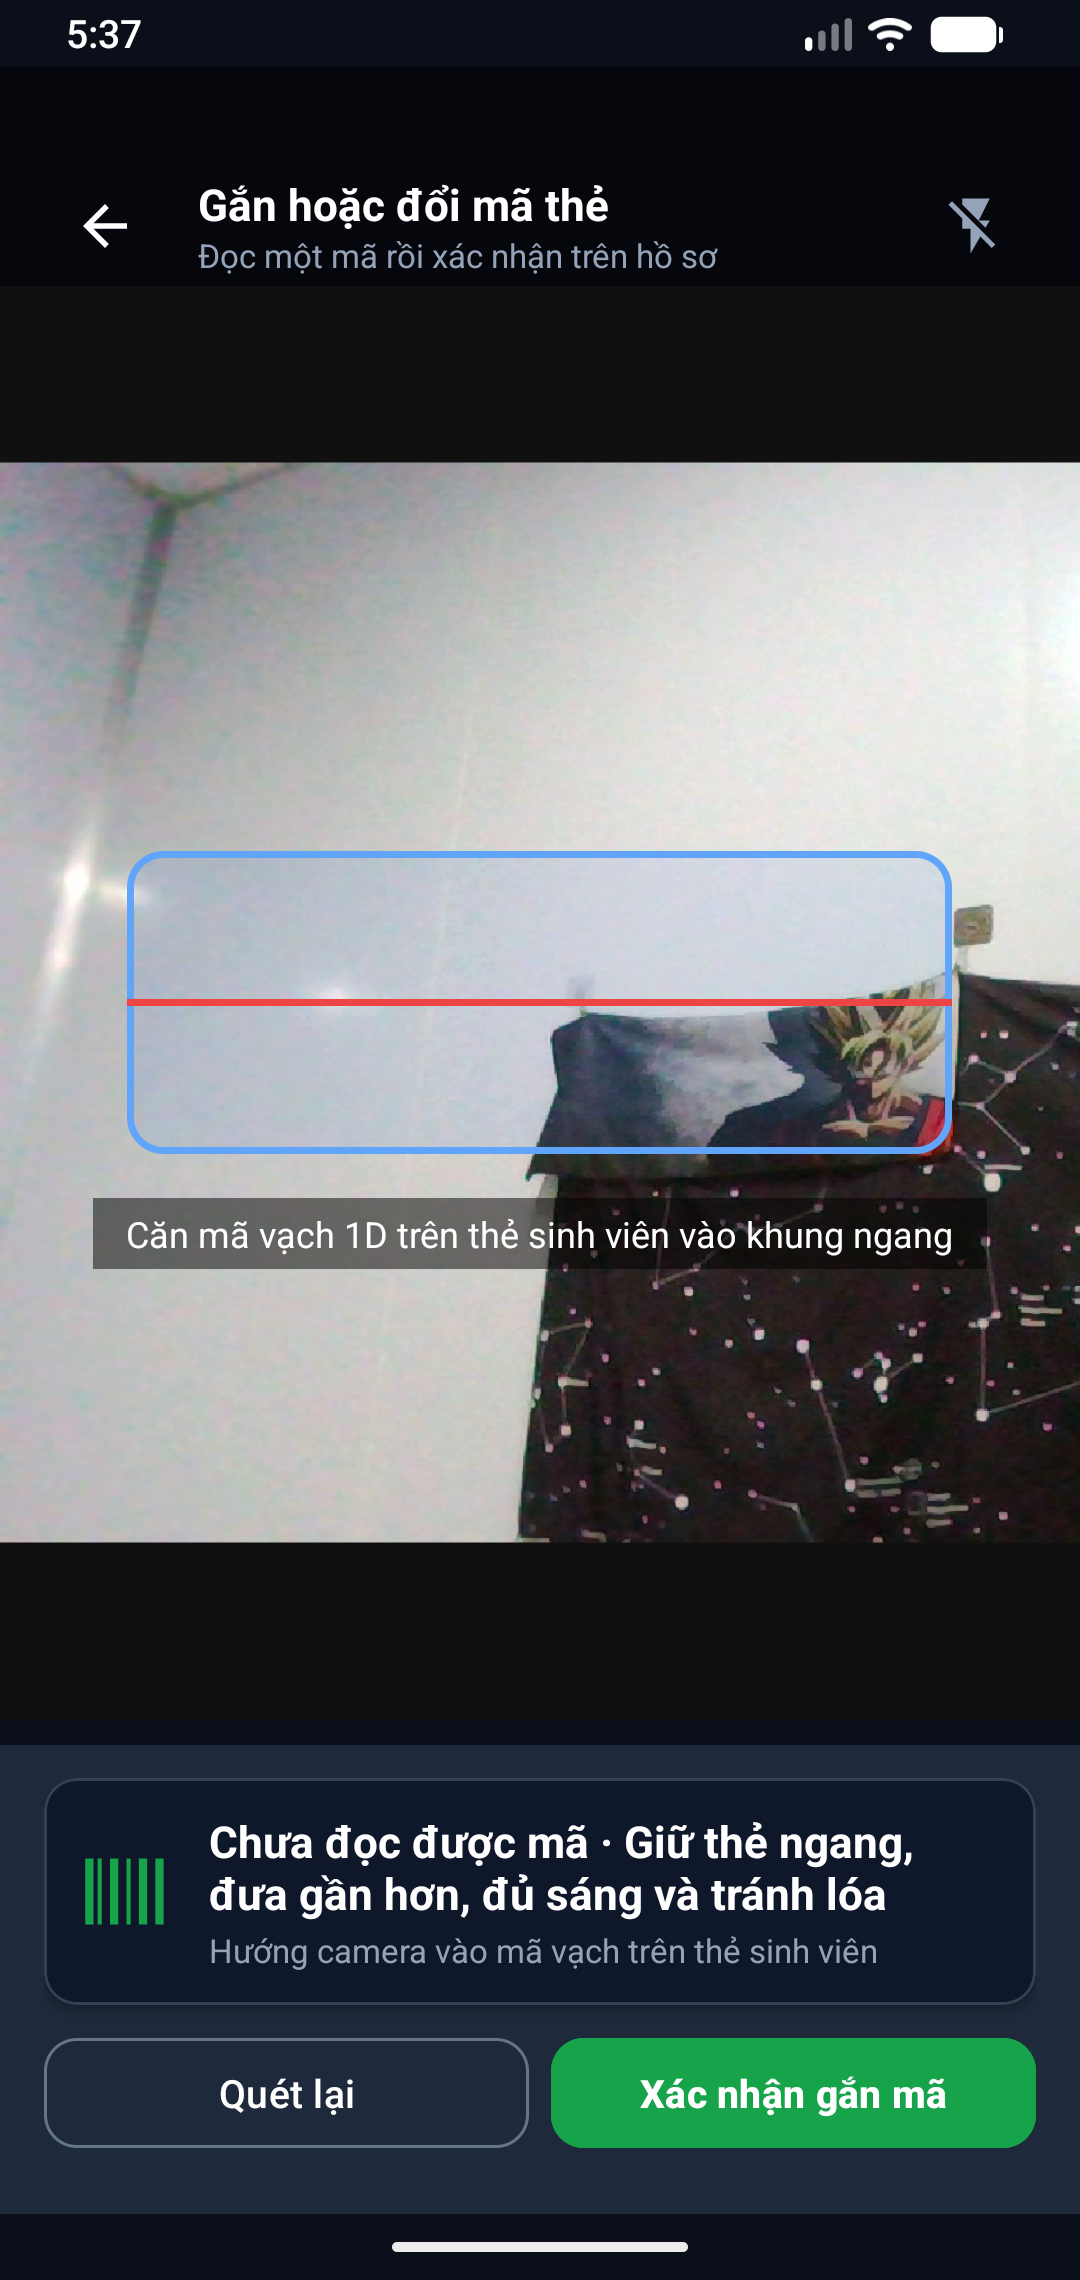 5:37
Gắn hoặc đổi mã thẻ
Đọc một mã rồi xác nhận trên hồ sơ
Căn mã vạch 1D trên thẻ sinh viên vào khung ngang
Chưa đọc được mã · Giữ thẻ ngang,
đưa gần hơn, đủ sáng và tránh lóa
Hướng camera vào mã vạch trên thẻ sinh viên
Quét lại
Xác nhận gắn mã